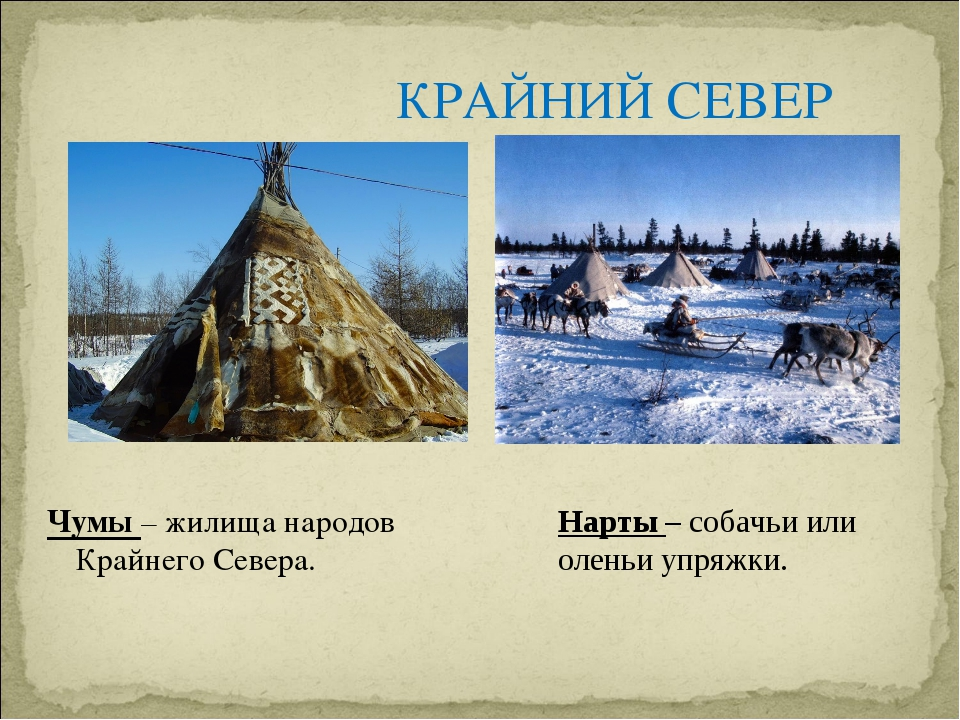 КРАЙНИЙ СЕВЕР
Чумы – жилища народов
Крайнего Севера.
Нарты – собачьи или
оленьи упряжки.